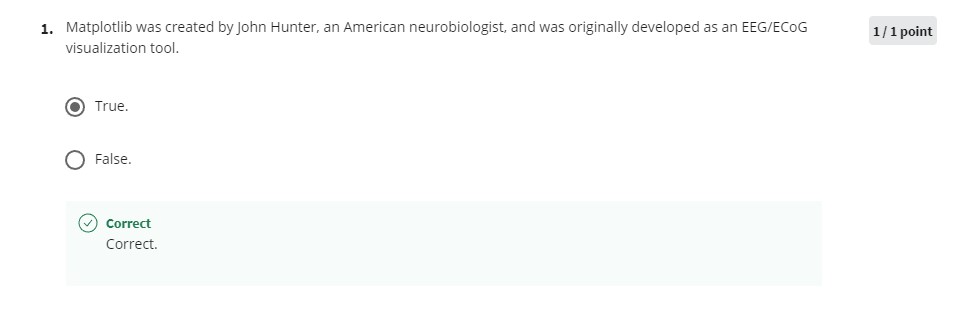 1. Matplotlib was created by John Hunter, an American neurobiologist, and was originally developed as an EEG/ECoG
visualization tool.
1 / 1 point
True.
False.
Correct
Correct.